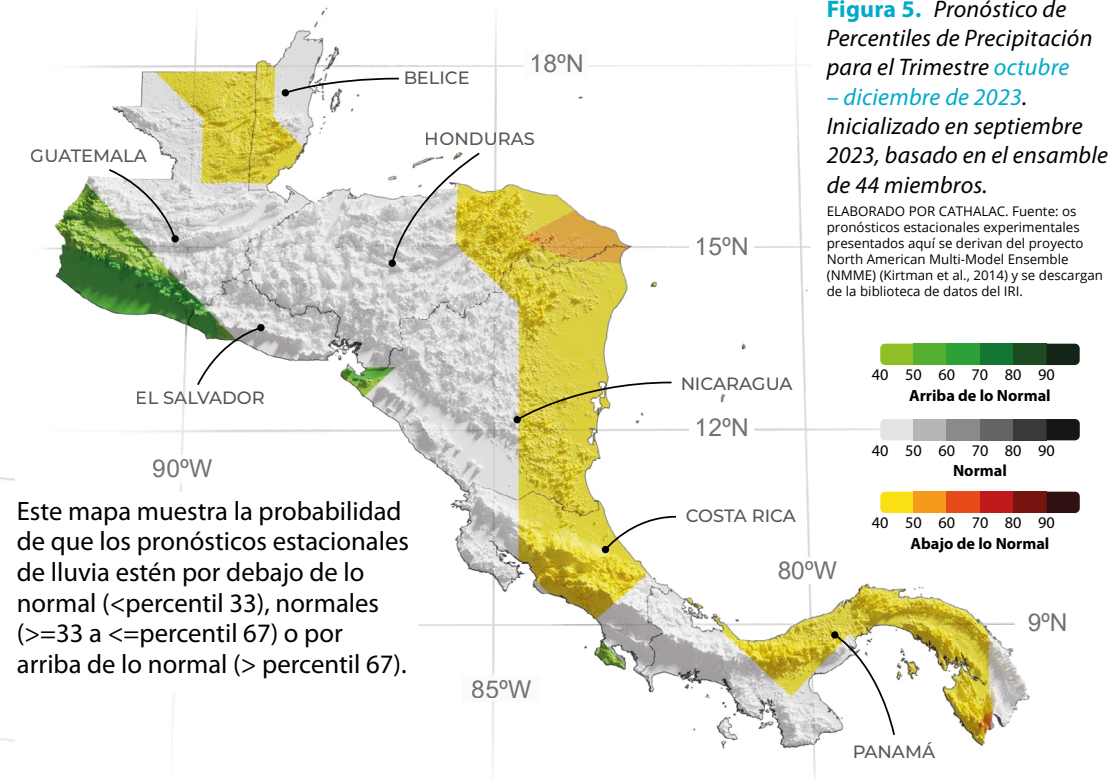 Figura 5. Pronóstico de
Percentiles de Precipitación
para el Trimestre octubre
– diciembre de 2023.
Inicializado en septiembre
2023, basado en el ensamble
de 44 miembros.
ELABORADO POR CATHALAC. Fuente: os
pronósticos estacionales experimentales
presentados aquí se derivan del proyecto
North American Multi-Model Ensemble
(NMME) (Kirtman et al., 2014) y se descargan
de la biblioteca de datos del IRI.
18ºN
BELICE
HONDURAS
GUATEMALA
15ºN
EL SALVADOR
NICARAGUA
12ºN
90ºW
COSTA RICA
80ºW
9ºN
85ºW
PANAMÁ
40 50 60 70 80 90
Arriba de lo Normal
40 50 60 70 80 90
Normal
40 50 60 70 80 90
Abajo de lo Normal
Este mapa muestra la probabilidad
de que los pronósticos estacionales
de lluvia estén por debajo de lo
normal (<percentil 33), normales
(>=33 a <=percentil 67) o por
arriba de lo normal (> percentil 67).